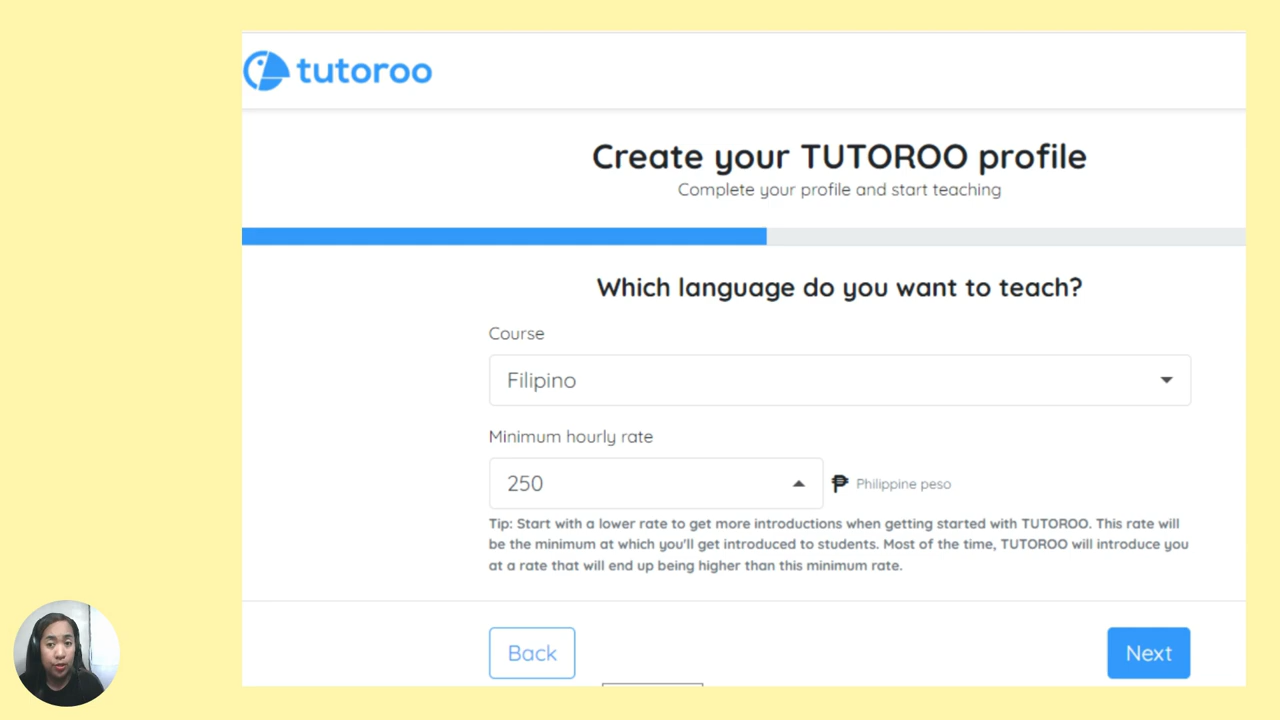 tutoroo
Create your TUTOROO profile
Complete your profile and start teaching
Which language do you want to teach?
Course
Filipino
Minimum hourly rate
250
₱ Philippine peso
Tip: Start with a lower rate to get more introductions when getting started with TUTOROO. This rate will
be the minimum at which you'll get introduced to students. Most of the time, TUTOROO will introduce you
at a rate that will end up being higher than this minimum rate.
Back
Next